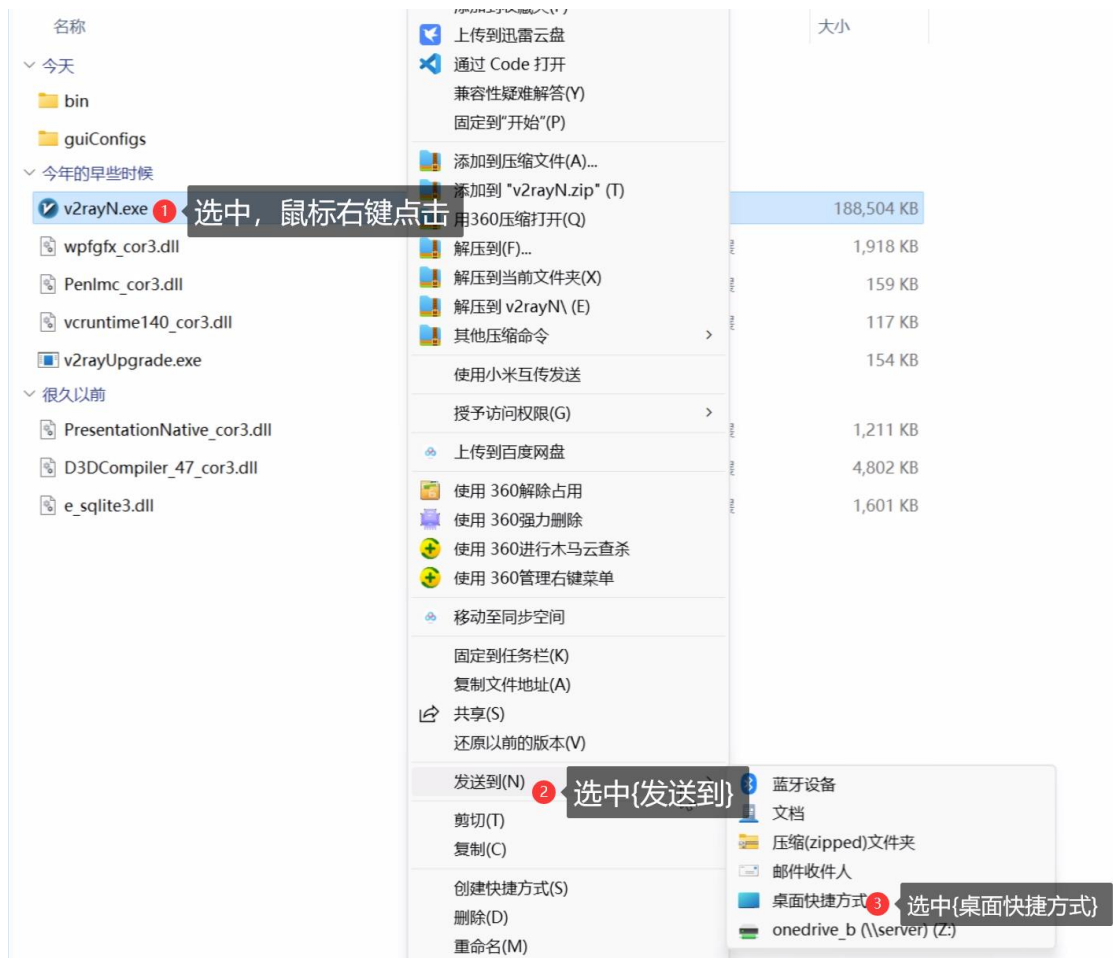 名称
大小
今天
bin
guiConfigs
今年的早些时候
v2rayN.exe
1
选中，鼠标右键点击
188,504 KB
wpfgfx_cor3.dll
1,918 KB
PenImc_cor3.dll
159 KB
vcruntime140_cor3.dll
117 KB
v2rayUpgrade.exe
154 KB
很久以前
PresentationNative_cor3.dll
1,211 KB
D3DCompiler_47_cor3.dll
4,802 KB
e_sqlite3.dll
1,601 KB
上传到迅雷云盘
通过 Code 打开
兼容性疑难解答(Y)
固定到"开始"(P)
添加到压缩文件(A)...
添加到 "v2rayN.zip" (T)
用360压缩打开(Q)
解压到(F)...
解压到当前文件夹(X)
解压到 v2rayN\ (E)
其他压缩命令
使用小米互传发送
授予访问权限(G)
上传到百度网盘
使用 360解除占用
使用 360强力删除
使用 360进行木马云查杀
使用 360管理右键菜单
移动至同步空间
固定到任务栏(K)
复制文件地址(A)
共享(S)
还原以前的版本(V)
发送到(N)
2
选中{发送到}
剪切(T)
复制(C)
创建快捷方式(S)
删除(D)
重命名(M)
蓝牙设备
文档
压缩(zipped)文件夹
邮件收件人
桌面快捷方式
3
选中{桌面快捷方式}
onedrive_b (\\server) (Z:)